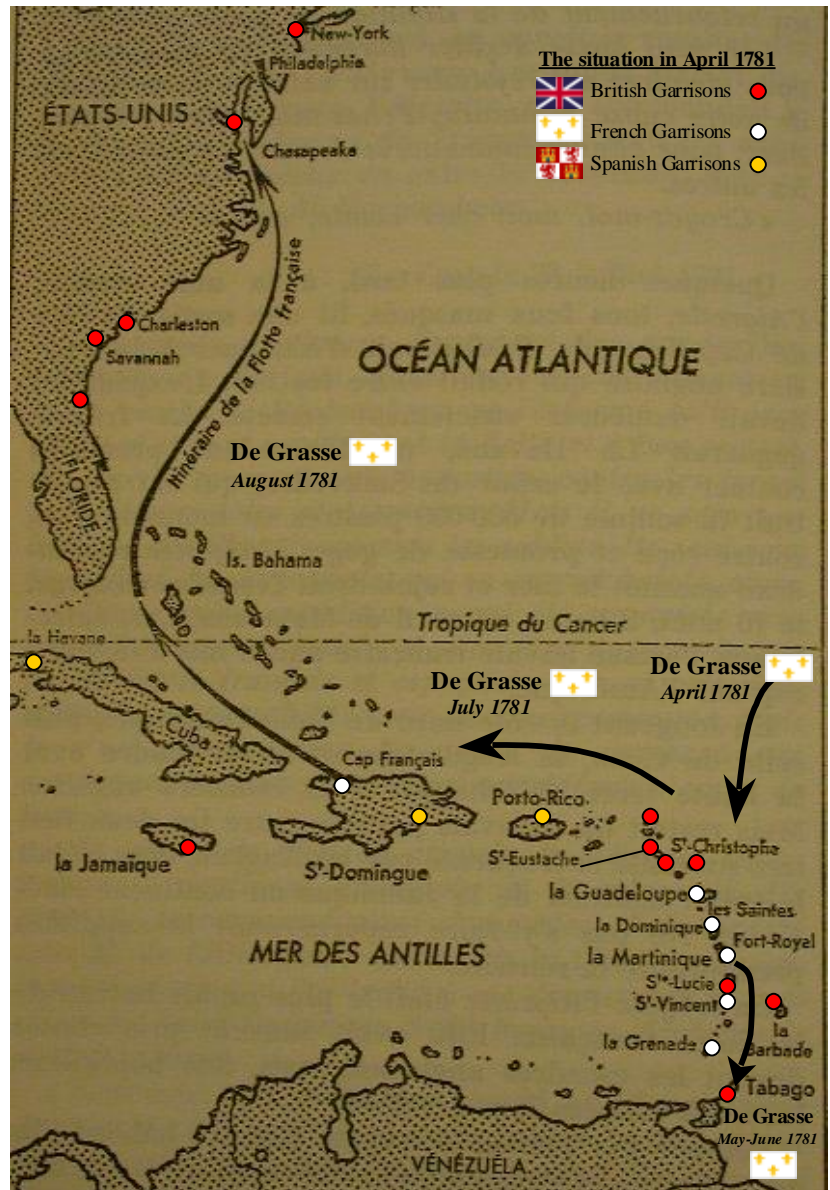 New-York
Philadelphia
The situation in April 1781
British Garrisons
French Garrisons
Spanish Garrisons
ÉTATS-UNIS
Chesapeake
Itinéraire de la Flotte française
Charleston
Savannah
OCÉAN ATLANTIQUE
De Grasse
August 1781
FLORIDE
Is. Bahama
Tropique du Cancer
la Havane
De Grasse
July 1781
De Grasse
April 1781
Cuba
Cap Français
Porto-Rico
la Jamaïque
St-Domingue
St-Eustache
St-Christophe
la Guadeloupe
les Saintes
la Dominique
Fort-Royal
la Martinique
MER DES ANTILLES
Ste-Lucie
St-Vincent
la Barbade
la Grenade
Tabago
De Grasse
May-June 1781
VÉNÉZUÉLA